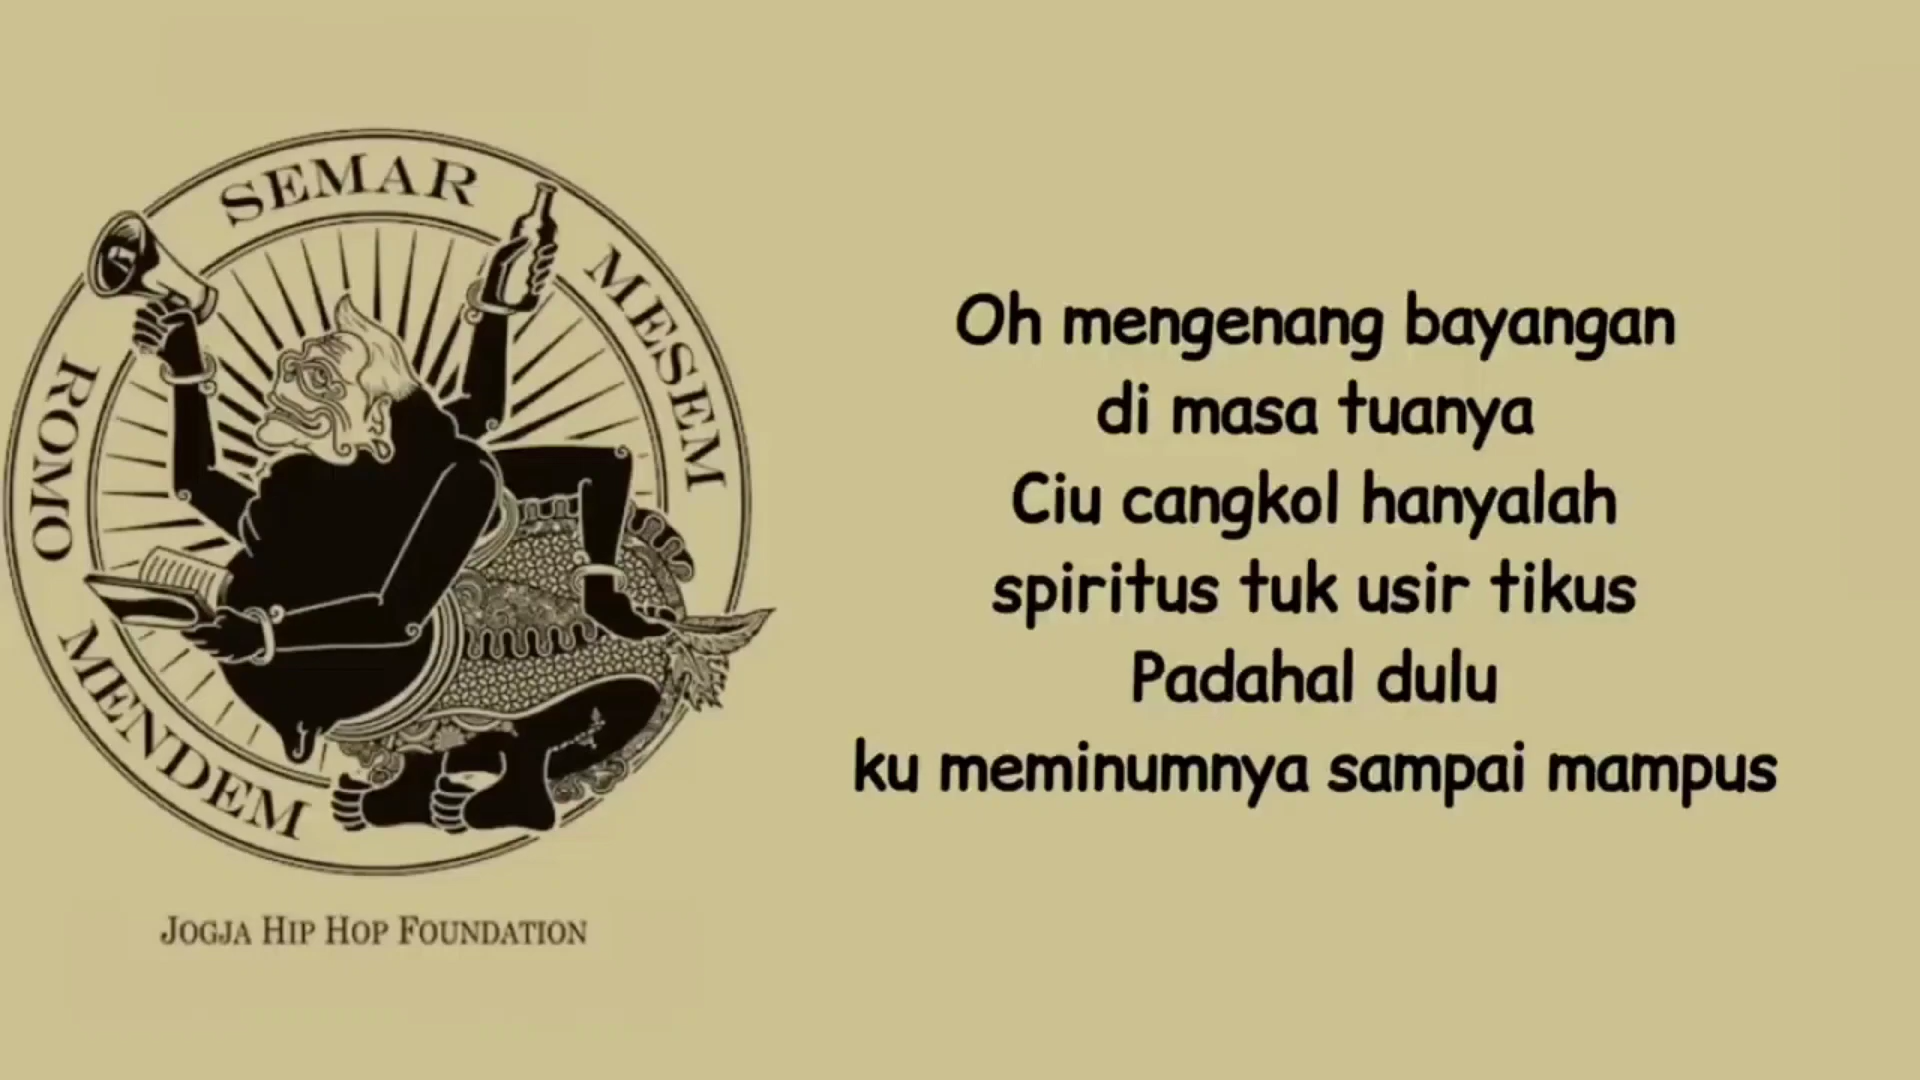 SEMAR MESEM
ROMO MENDEM
JOGJA HIP HOP FOUNDATION
Oh mengenang bayangan
di masa tuanya
Ciu cangkol hanyalah
spiritus tuk usir tikus
Padahal dulu
ku meminumnya sampai mampus